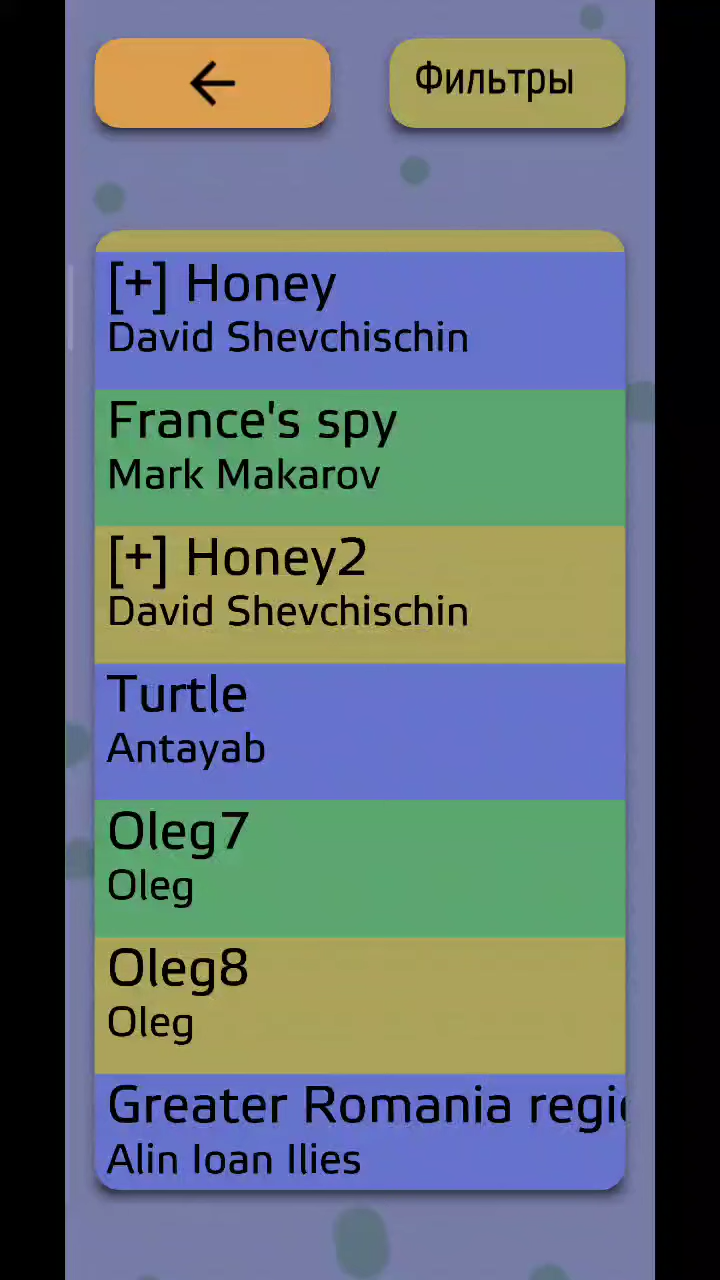 Фильтры
[+] Honey
David Shevchischin
France's spy
Mark Makarov
[+] Honey2
David Shevchischin
Turtle
Antayab
Oleg7
Oleg
Oleg8
Oleg
Greater Romania regi
Alin Ioan Ilies